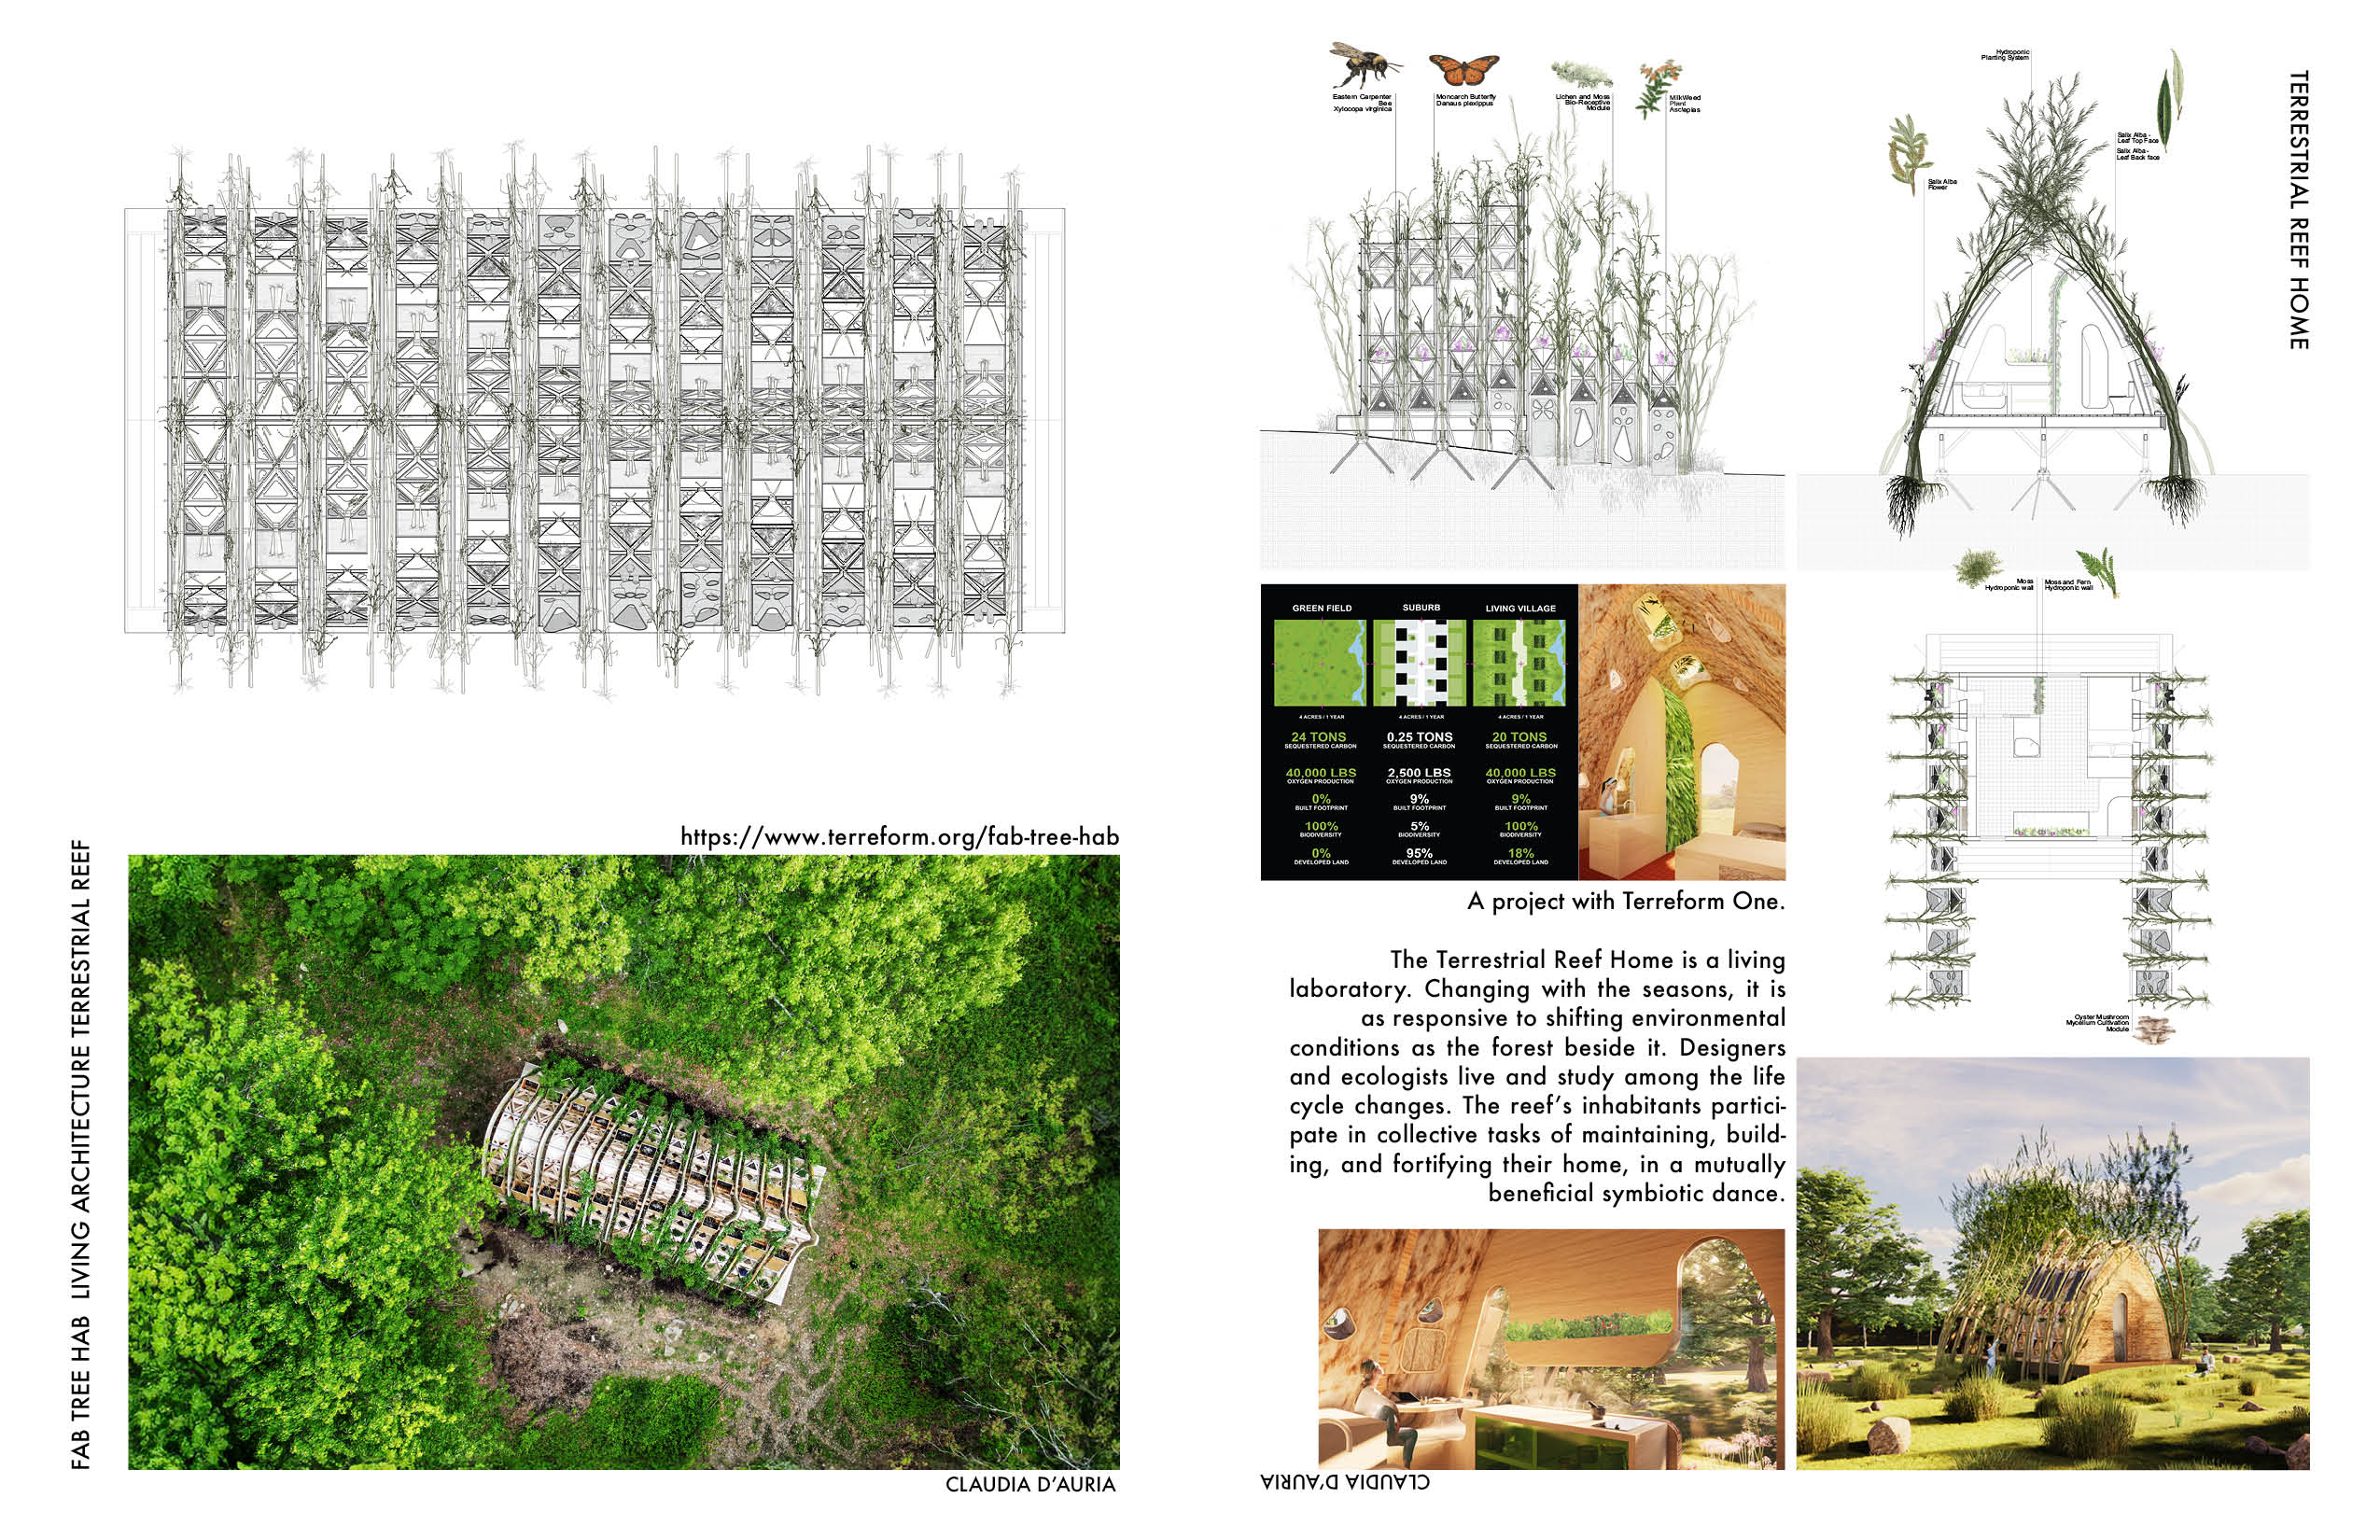 FAB TREE HAB LIVING ARCHITECTURE TERRESTRIAL REEF
https://www.terreform.org/fab-tree-hab
CLAUDIA D'AURIA
Eastern Carpenter
Bee
Xylocopa virginica
Moncarch Butterfly
Danaus plexippus
Lichen and Moss
Bio-Receptive
Module
MilkWeed
Plant
Asclepias
Hydroponic
Planting System
Salix Alba
Flower
Salix Alba -
Leaf Top Face
Salix Alba -
Leaf Back face
TERRESTRIAL REEF HOME
GREEN FIELD
4 ACRES / 1 YEAR
24 TONS
SEQUESTERED CARBON
40,000 LBS
OXYGEN PRODUCTION
0%
BUILT FOOTPRINT
100%
BIODIVERSITY
0%
DEVELOPED LAND
SUBURB
4 ACRES / 1 YEAR
0.25 TONS
SEQUESTERED CARBON
2,500 LBS
OXYGEN PRODUCTION
9%
BUILT FOOTPRINT
5%
BIODIVERSITY
95%
DEVELOPED LAND
LIVING VILLAGE
4 ACRES / 1 YEAR
20 TONS
SEQUESTERED CARBON
40,000 LBS
OXYGEN PRODUCTION
9%
BUILT FOOTPRINT
100%
BIODIVERSITY
18%
DEVELOPED LAND
Moss
Hydroponic wall
Moss and Fern
Hydroponic wall
Oyster Mushroom
Mycelium Cultivation
Module
A project with Terreform One.
The Terrestrial Reef Home is a living
laboratory. Changing with the seasons, it is
as responsive to shifting environmental
conditions as the forest beside it. Designers
and ecologists live and study among the life
cycle changes. The reef's inhabitants partici-
pate in collective tasks of maintaining, build-
ing, and fortifying their home, in a mutually
beneficial symbiotic dance.
CLAUDIA D'AURIA